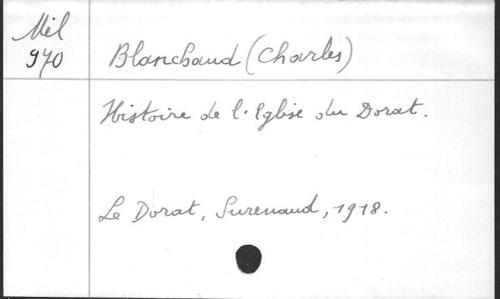 Mil
970
Blanchaud (Charles)
Histoire de l'Eglise du Dorat.
Le Dorat, Surenaud, 1918.